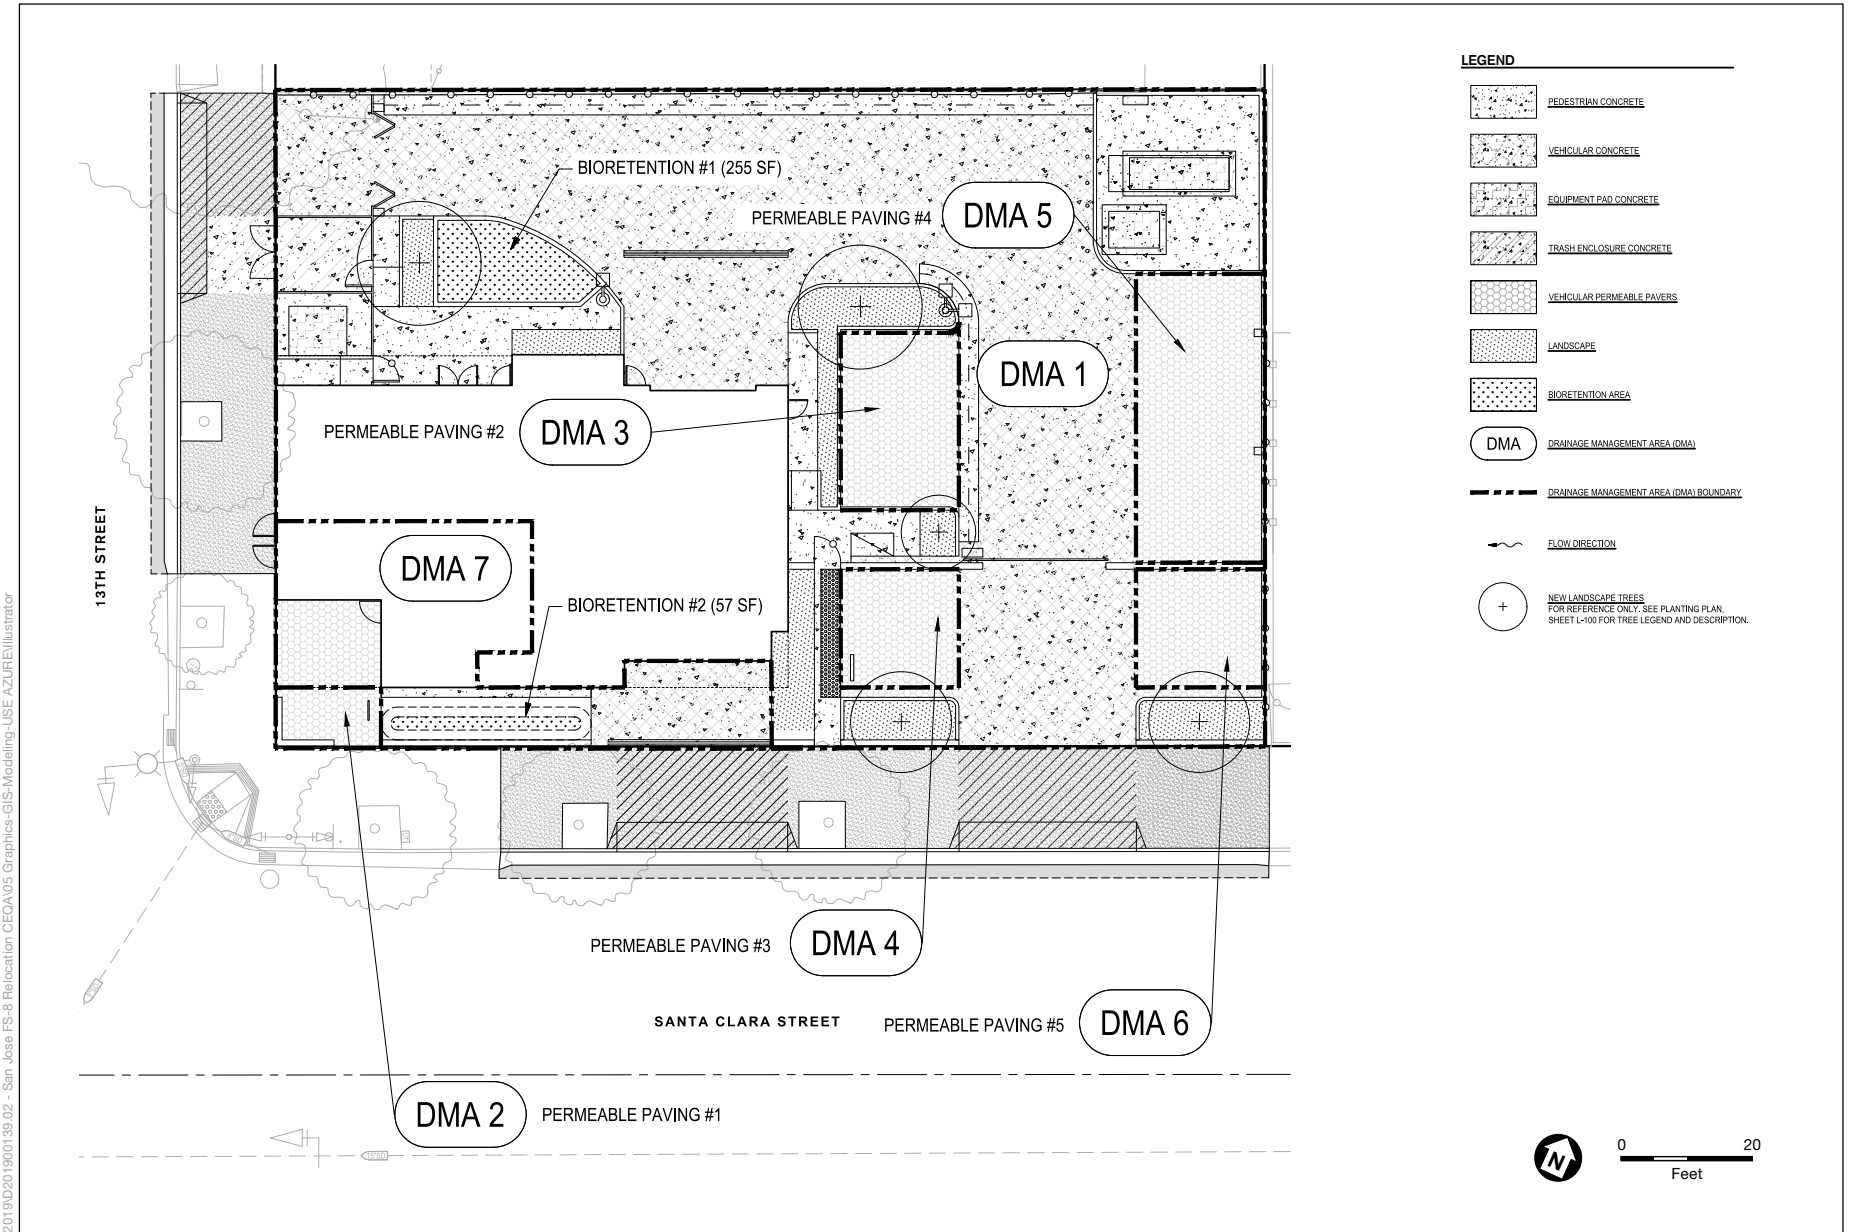 BIORETENTION #1 (255 SF)
PERMEABLE PAVING #4
DMA 5
DMA 1
PERMEABLE PAVING #2
DMA 3
13TH STREET
DMA 7
BIORETENTION #2 (57 SF)
PERMEABLE PAVING #3
DMA 4
SANTA CLARA STREET
PERMEABLE PAVING #5
DMA 6
DMA 2
PERMEABLE PAVING #1
15"SD
LEGEND
PEDESTRIAN CONCRETE
VEHICULAR CONCRETE
EQUIPMENT PAD CONCRETE
TRASH ENCLOSURE CONCRETE
VEHICULAR PERMEABLE PAVERS
LANDSCAPE
BIORETENTION AREA
DMA
DRAINAGE MANAGEMENT AREA (DMA)
DRAINAGE MANAGEMENT AREA (DMA) BOUNDARY
FLOW DIRECTION
NEW LANDSCAPE TREES
FOR REFERENCE ONLY. SEE PLANTING PLAN,
SHEET L-100 FOR TREE LEGEND AND DESCRIPTION.
N
0 20
Feet
2019\D201900139.02 - San Jose FS-8 Relocation CEQA\05 Graphics-GIS-Modeling-USE AZURE\Illustrator